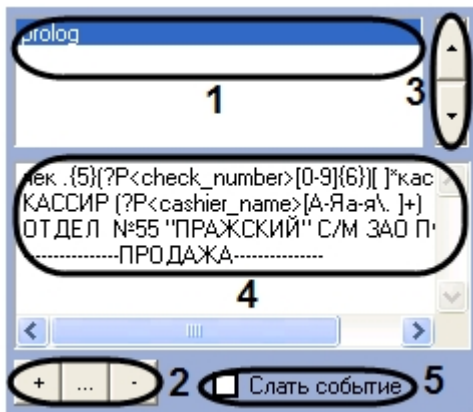 prolog
1
3
чек .{5}(?P<check_number>[0-9]{6})[ ]*кас
КАССИР (?P<cashier_name>[А-Яа-я\. ]+)
ОТДЕЛ №55 "ПРАЖСКИЙ" С/М ЗАО
---------------ПРОДАЖА--------------
4
+ ... - 2 Слать событие 5